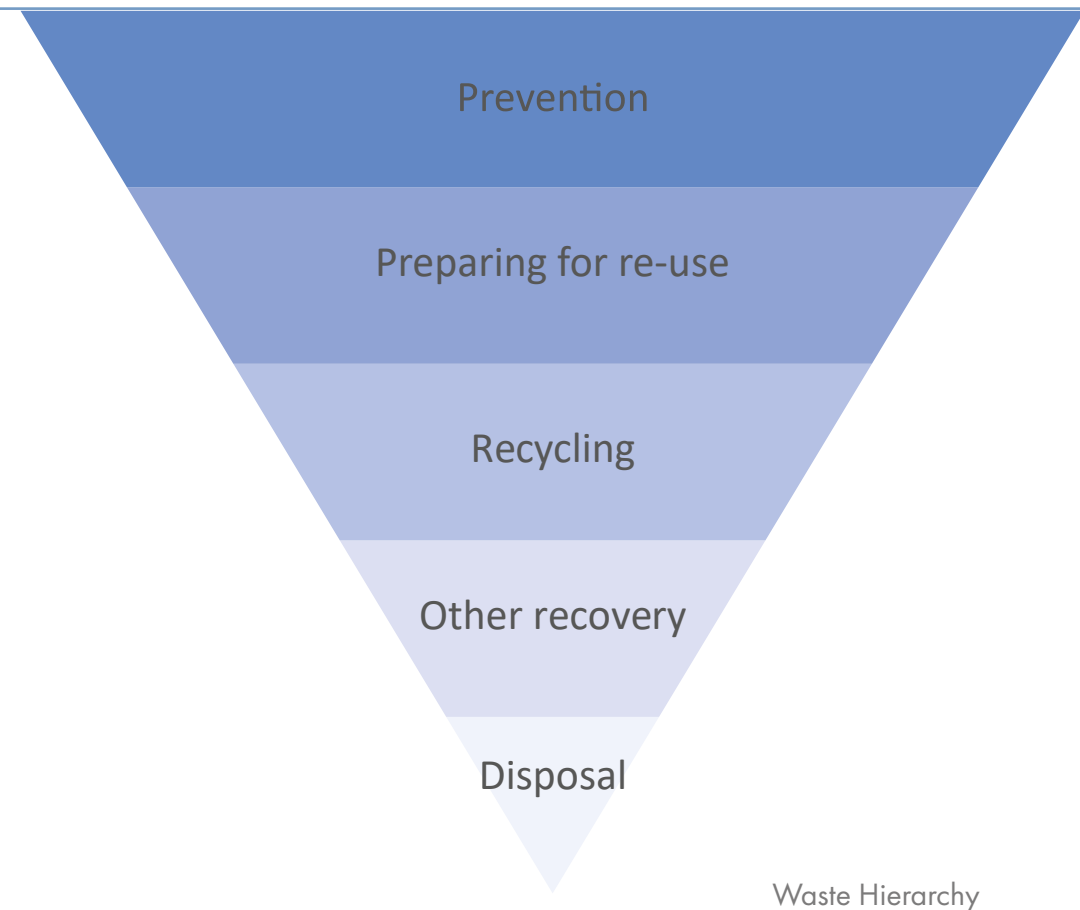 Prevention
Preparing for re-use
Recycling
Other recovery
Disposal
Waste Hierarchy